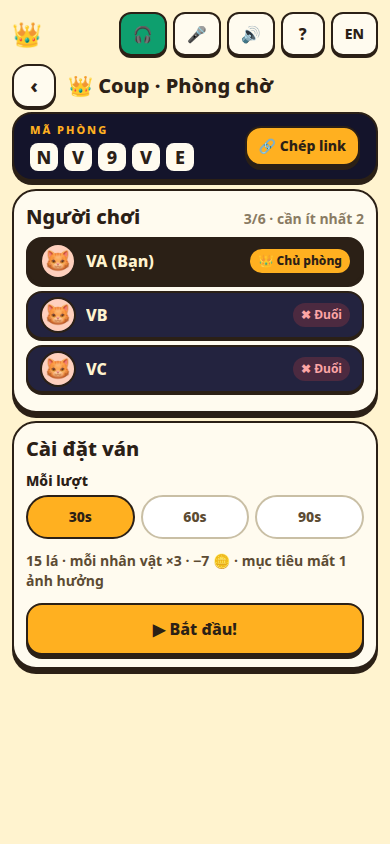 ?
EN
‹
👑 Coup · Phòng chờ
MÃ PHÒNG
N V 9 V E
🔗 Chép link
Người chơi
3/6 · cần ít nhất 2
VA (Bạn)
👑 Chủ phòng
VB
✖ Đuổi
VC
✖ Đuổi
Cài đặt ván
Mỗi lượt
30s
60s
90s
15 lá · mỗi nhân vật ×3 · −7 🪙 · mục tiêu mất 1
ảnh hưởng
▶ Bắt đầu!